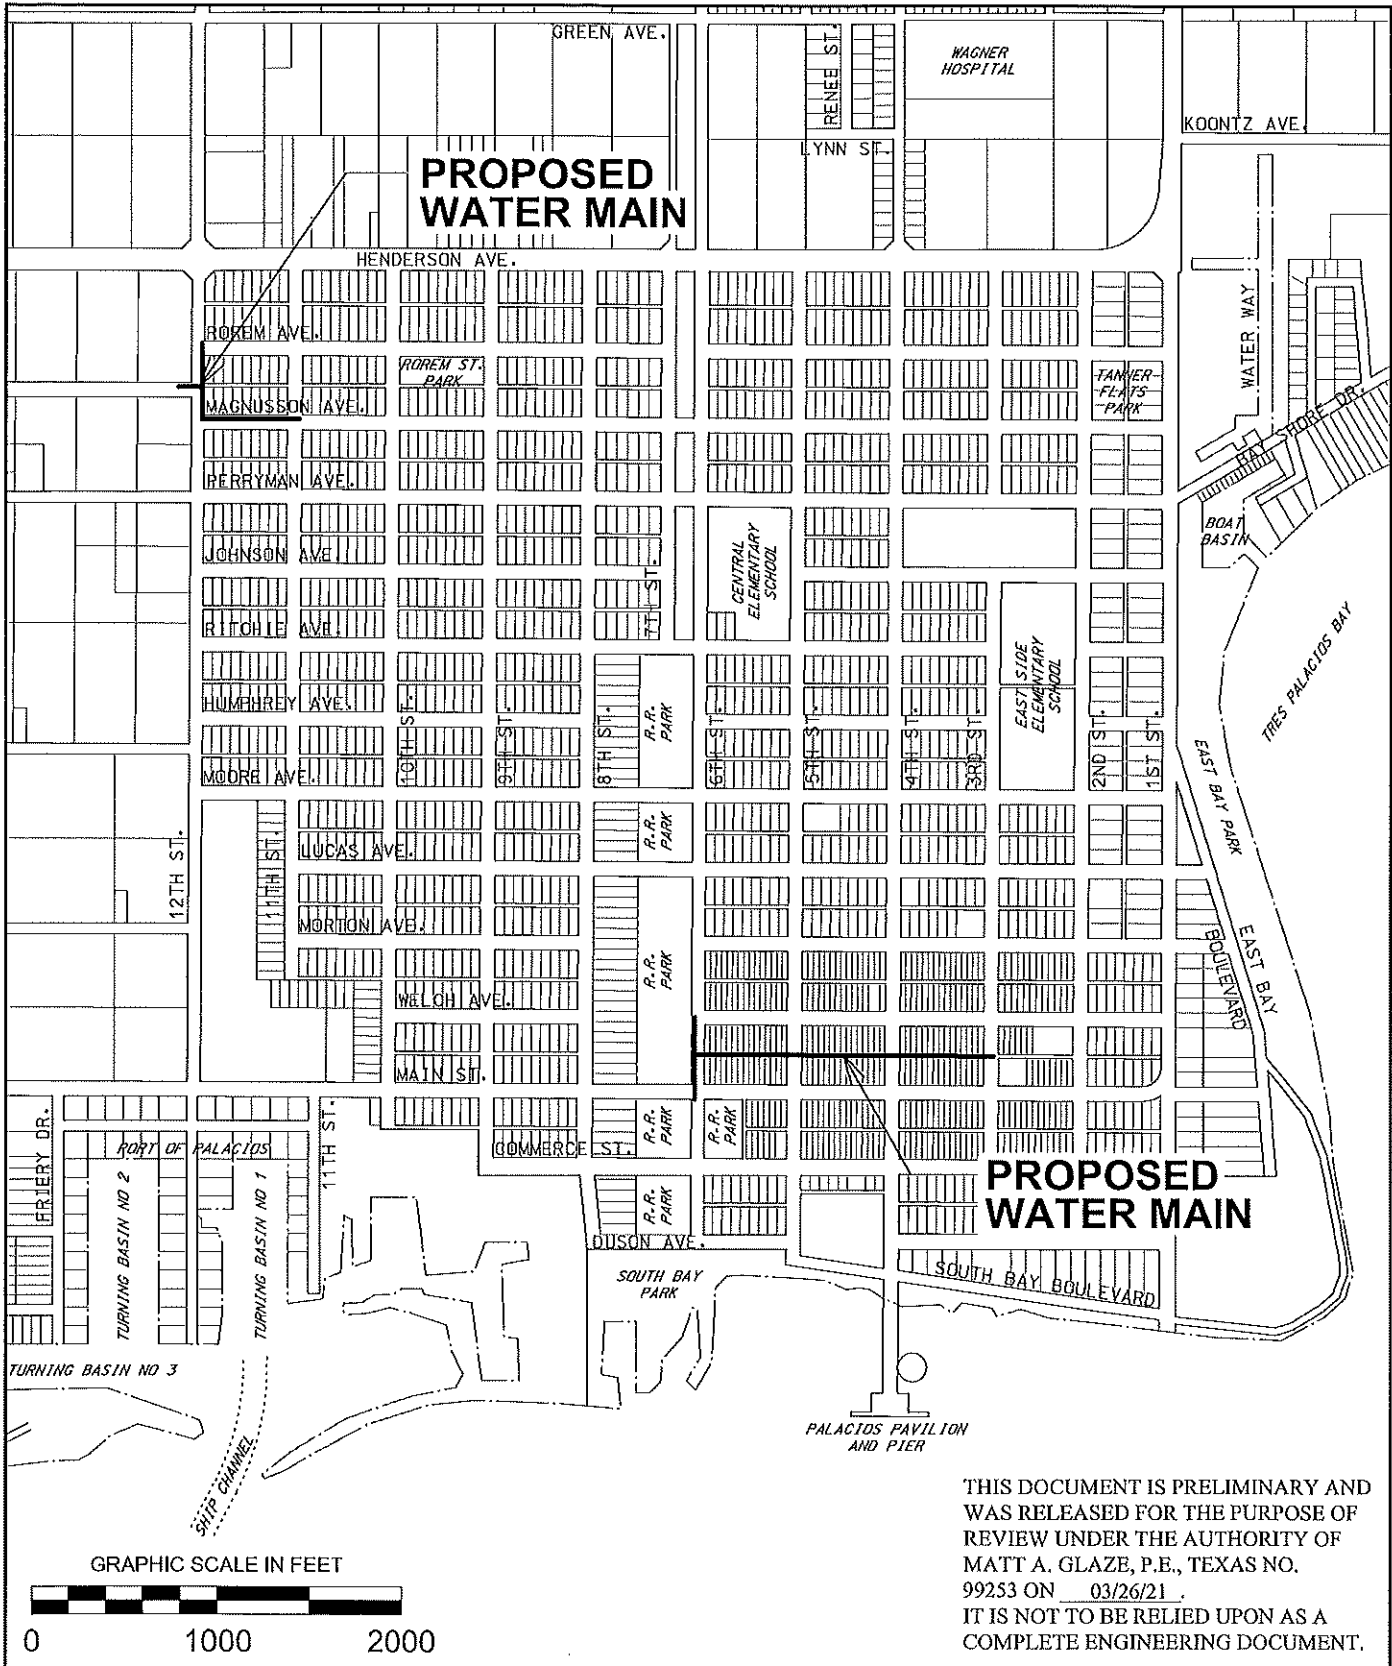 GREEN AVE.
RENEE ST.
WAGNER
HOSPITAL
KOONTZ AVE.
LYNN ST.
PROPOSED
WATER MAIN
HENDERSON AVE.
WATER WAY
ROREM AVE.
ROREM ST.
PARK
TANNER
FLATS
PARK
MAGNUSSON AVE.
BAY SHORE DR.
PERRYMAN AVE.
BOAT
BASIN
JOHNSON AVE.
CENTRAL
ELEMENTARY
SCHOOL
7TH ST.
RITCHIE AVE.
EAST SIDE
ELEMENTARY
SCHOOL
TRES PALACIOS BAY
HUMPHREY AVE.
10TH ST.
9TH ST.
8TH ST.
R.R.
PARK
6TH ST.
5TH ST.
4TH ST.
3RD ST.
2ND ST.
1ST ST.
EAST BAY PARK
MOORE AVE.
12TH ST.
11TH ST.
LUCAS AVE.
R.R.
PARK
MORTON AVE.
R.R.
PARK
EAST BAY
BOULEVARD
WELCH AVE.
MAIN ST.
FRIERY DR.
PORT OF PALACIOS
11TH ST.
COMMERCE ST.
R.R.
PARK
R.R.
PARK
PROPOSED
WATER MAIN
TURNING BASIN NO 2
TURNING BASIN NO 1
R.R.
PARK
DUSON AVE.
SOUTH BAY
PARK
SOUTH BAY BOULEVARD
TURNING BASIN NO 3
SHIP CHANNEL
PALACIOS PAVILION
AND PIER
THIS DOCUMENT IS PRELIMINARY AND
WAS RELEASED FOR THE PURPOSE OF
REVIEW UNDER THE AUTHORITY OF
MATT A. GLAZE, P.E., TEXAS NO.
99253 ON 03/26/21 .
IT IS NOT TO BE RELIED UPON AS A
COMPLETE ENGINEERING DOCUMENT.
GRAPHIC SCALE IN FEET
0 1000 2000